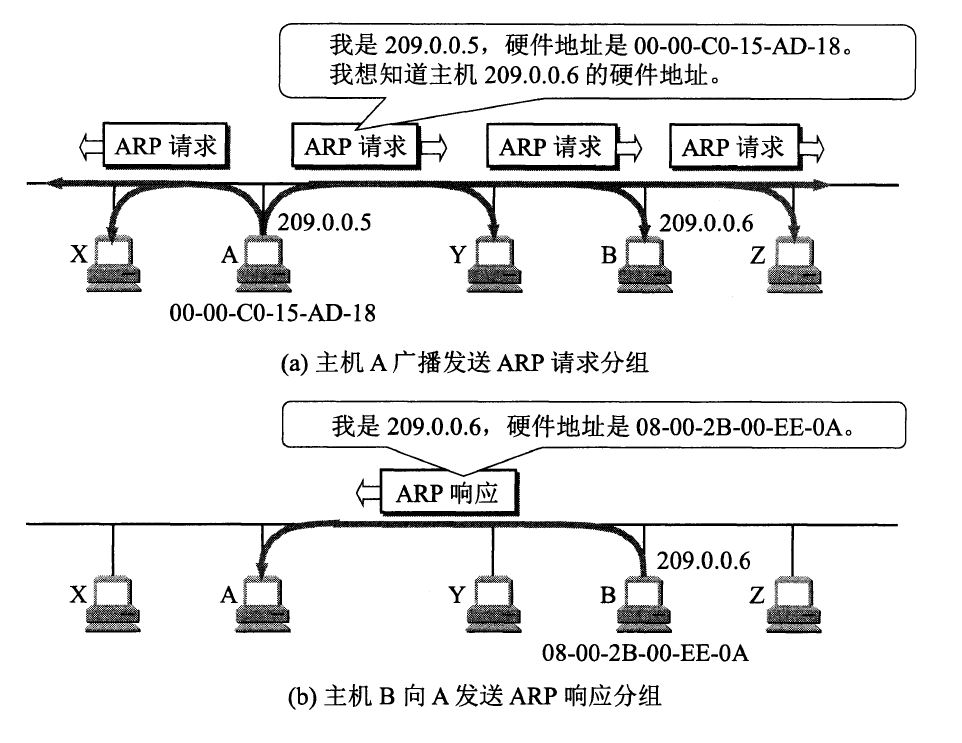 我是 209.0.0.5，硬件地址是 00-00-C0-15-AD-18。
我想知道主机 209.0.0.6 的硬件地址。
ARP 请求
ARP 请求
ARP 请求
ARP 请求
209.0.0.5
209.0.0.6
X
A
Y
B
Z
00-00-C0-15-AD-18
(a) 主机 A 广播发送 ARP 请求分组
我是 209.0.0.6，硬件地址是 08-00-2B-00-EE-0A。
ARP 响应
209.0.0.6
X
A
Y
B
Z
08-00-2B-00-EE-0A
(b) 主机 B 向 A 发送 ARP 响应分组